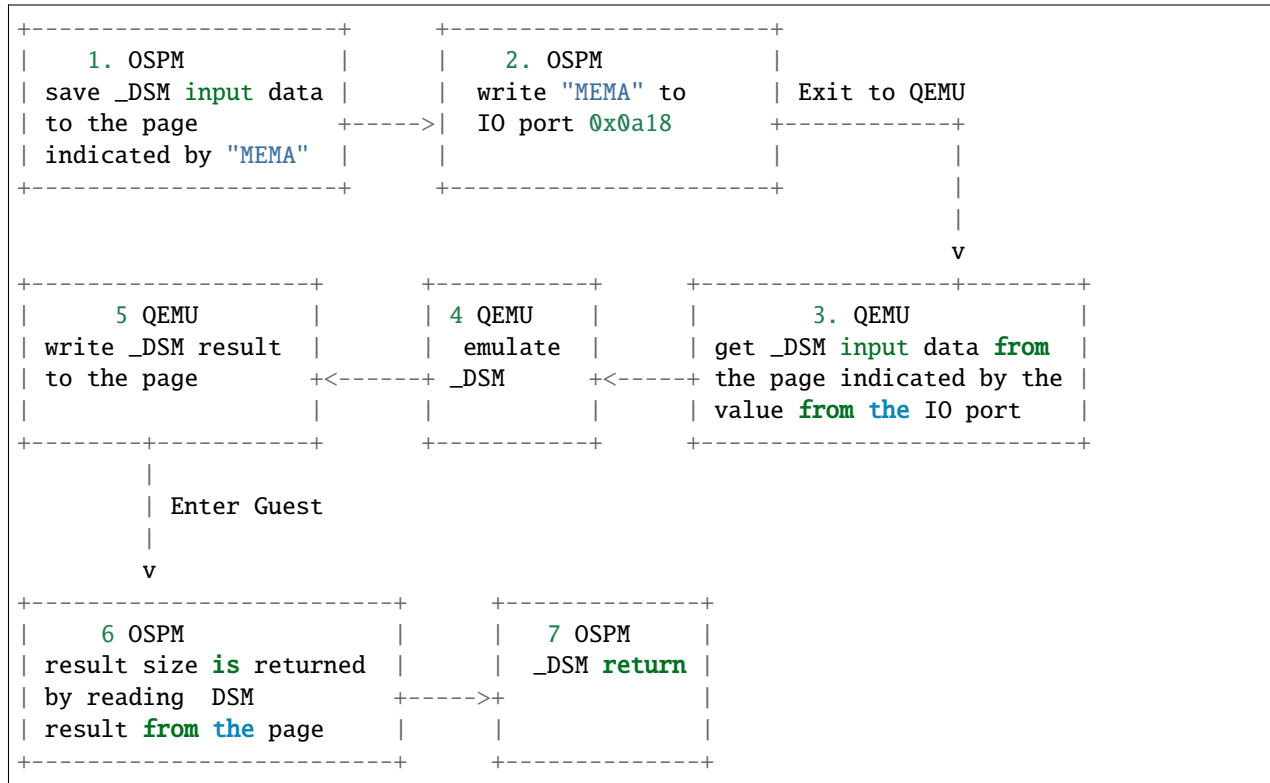 +----------------------+      +-----------------------+
|    1. OSPM           |      |    2. OSPM            |
| save _DSM input data |      |  write "MEMA" to      | Exit to QEMU
| to the page          +----->|  IO port 0x0a18       +------------+
| indicated by "MEMA"  |      |                       |            |
+----------------------+      +-----------------------+            |
                                                                   |
                                                                   v
+--------------------+       +-----------+      +------------------+--------+
|      5 QEMU        |       | 4 QEMU    |      |        3. QEMU            |
| write _DSM result  |       |  emulate  |      | get _DSM input data from  |
| to the page        +<------+ _DSM      +<-----+ the page indicated by the |
|                    |       |           |      | value from the IO port    |
+--------+-----------+       +-----------+      +---------------------------+
         |
         | Enter Guest
         |
         v
+--------------------------+      +--------------+
|     6 OSPM               |      |   7 OSPM     |
| result size is returned  |      |  _DSM return |
| by reading  DSM          +----->+              |
| result from the page     |      |              |
+--------------------------+      +--------------+